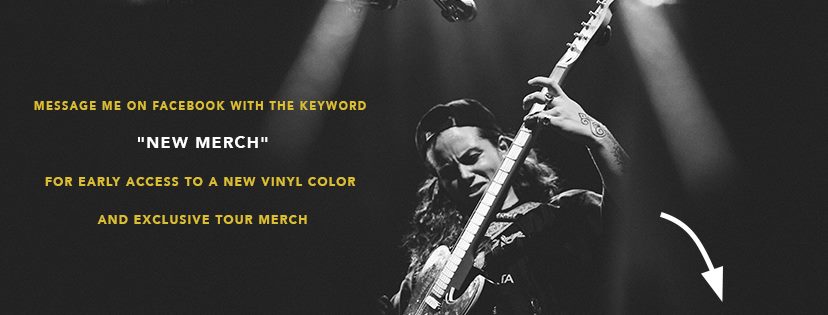 MESSAGE ME ON FACEBOOK WITH THE KEYWORD
"NEW MERCH"
FOR EARLY ACCESS TO A NEW VINYL COLOR
AND EXCLUSIVE TOUR MERCH